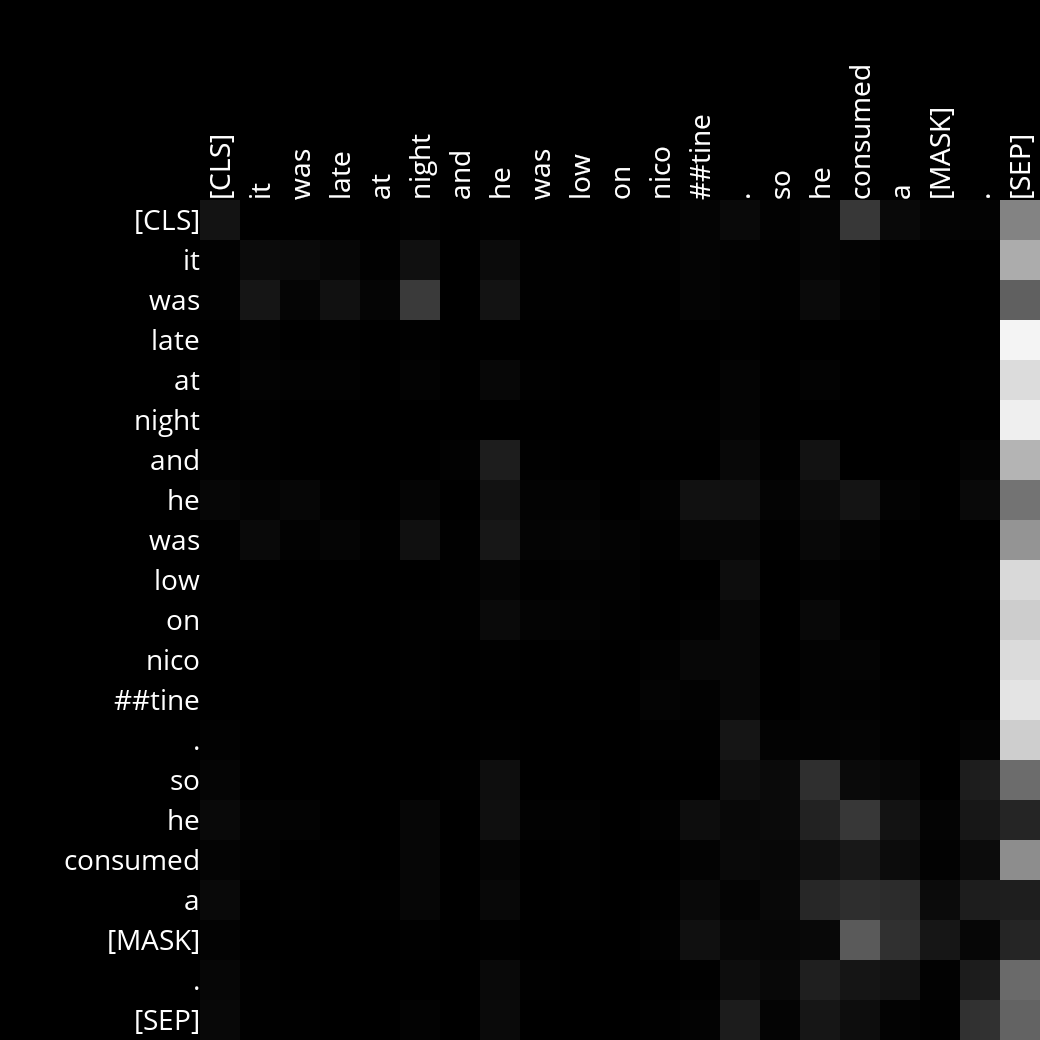 [CLS] it was late at night and he was low on nico ##tine . so he consumed a [MASK] . [SEP]
[CLS]
it
was
late
at
night
and
he
was
low
on
nico
##tine
.
so
he
consumed
a
[MASK]
.
[SEP]